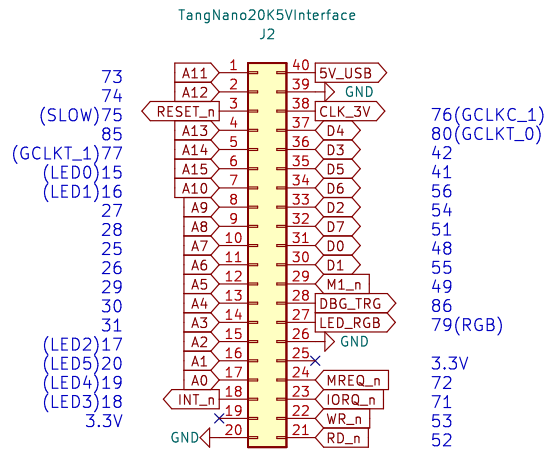 TangNano20K5VInterface
J2
73 A11 1 40 5V_USB
74 A12 2 39 GND
(SLOW)75 RESET_n 3 38 CLK_3V 76(GCLKC_1)
85 A13 4 37 D4 80(GCLKT_0)
(GCLKT_1)77 A14 5 36 D3 42
(LED0)15 A15 6 35 D5 41
(LED1)16 A10 7 34 D6 56
27 A9 8 33 D2 54
28 A8 9 32 D7 51
25 A7 10 31 D0 48
26 A6 11 30 D1 55
29 A5 12 29 M1_n 49
30 A4 13 28 DBG_TRG 86
31 A3 14 27 LED_RGB 79(RGB)
(LED2)17 A2 15 26 GND
(LED5)20 A1 16 25 3.3V
(LED4)19 A0 17 24 MREQ_n 72
(LED3)18 INT_n 18 23 IORQ_n 71
3.3V 19 22 WR_n 53
GND 20 21 RD_n 52